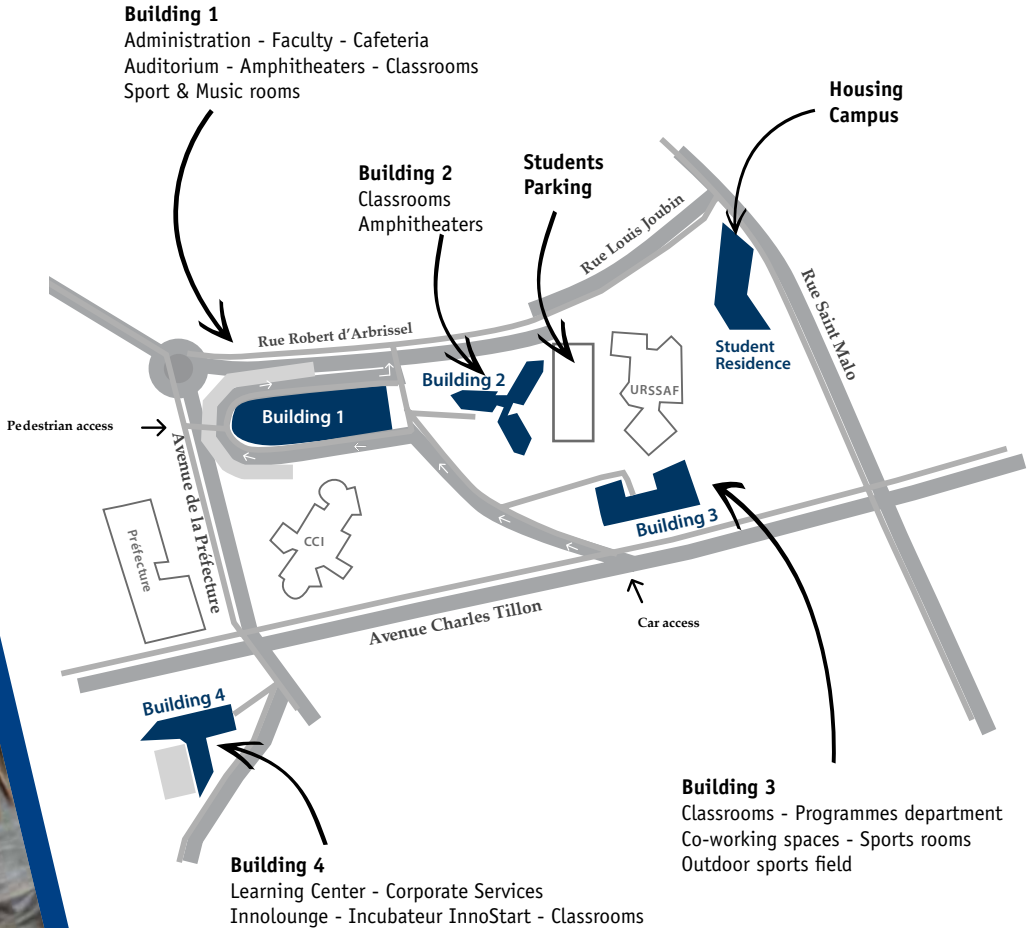 Building 1
Administration - Faculty - Cafeteria
Auditorium - Amphitheaters - Classrooms
Sport & Music rooms
Housing
Campus
Building 2
Classrooms
Amphitheaters
Students
Parking
Rue Louis Joubin
Rue Saint Malo
Rue Robert d'Arbrissel
Student
Residence
Building 2
URSSAF
Building 1
Pedestrian access
Avenue de la Préfecture
Préfecture
CCI
Building 3
Avenue Charles Tillon
Car access
Building 4
Building 3
Classrooms - Programmes department
Co-working spaces - Sports rooms
Outdoor sports field
Building 4
Learning Center - Corporate Services
Innolounge - Incubateur InnoStart - Classrooms